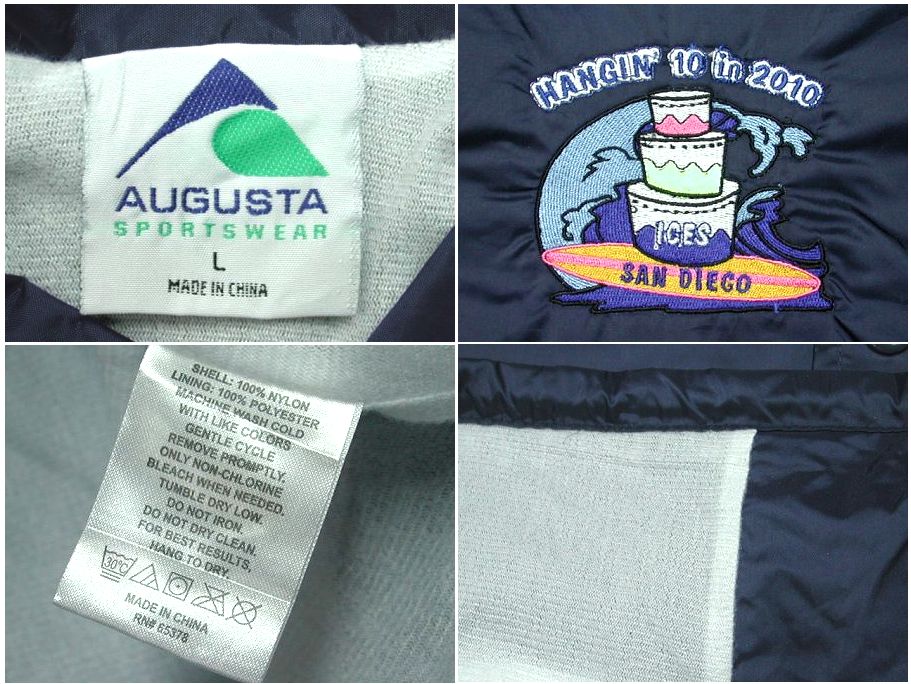 AUGUSTA
SPORTSWEAR
L
MADE IN CHINA
HANGIN' 10 in 2010
ICES
SAN DIEGO
SHELL: 100% NYLON
LINING: 100% POLYESTER
MACHINE WASH COLD
WITH LIKE COLORS
GENTLE CYCLE
REMOVE PROMPTLY.
ONLY NON-CHLORINE
BLEACH WHEN NEEDED.
TUMBLE DRY LOW.
DO NOT IRON.
DO NOT DRY CLEAN.
FOR BEST RESULTS,
HANG TO DRY.
30°C
MADE IN CHINA
RN# 65378